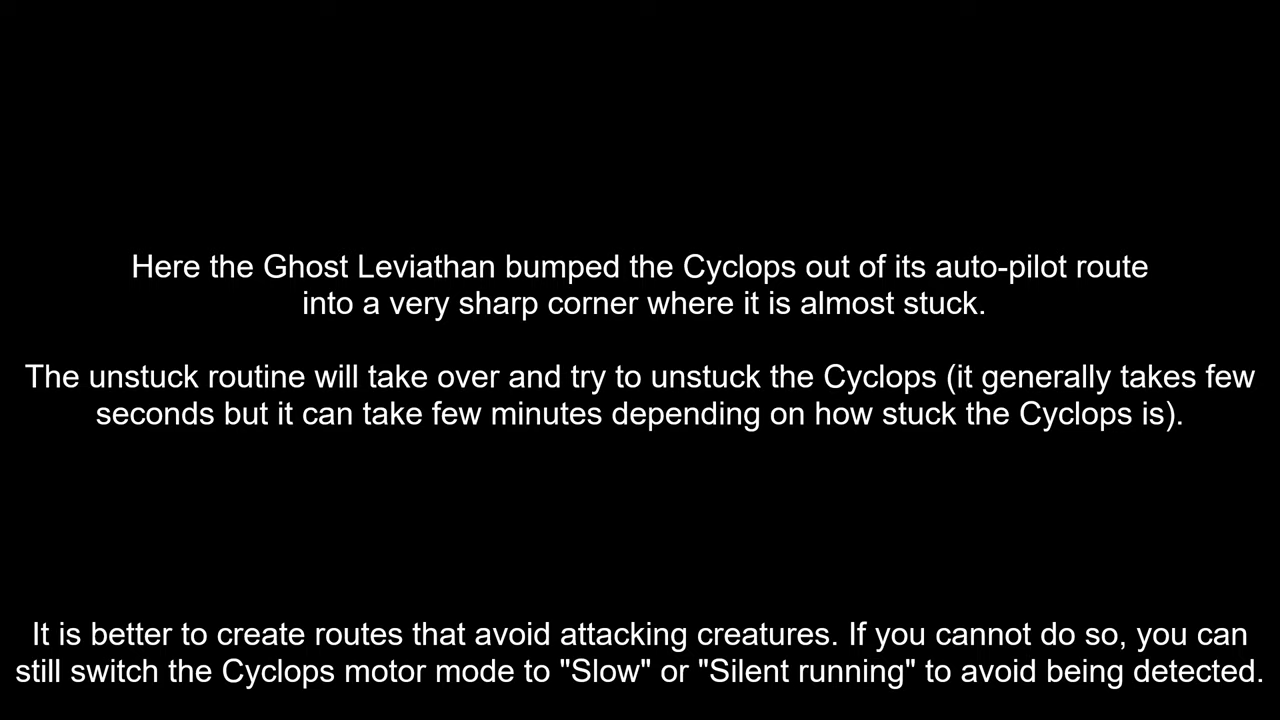 Here the Ghost Leviathan bumped the Cyclops out of its auto-pilot route
into a very sharp corner where it is almost stuck.
The unstuck routine will take over and try to unstuck the Cyclops (it generally takes few
seconds but it can take few minutes depending on how stuck the Cyclops is).
It is better to create routes that avoid attacking creatures. If you cannot do so, you can
still switch the Cyclops motor mode to "Slow" or "Silent running" to avoid being detected.